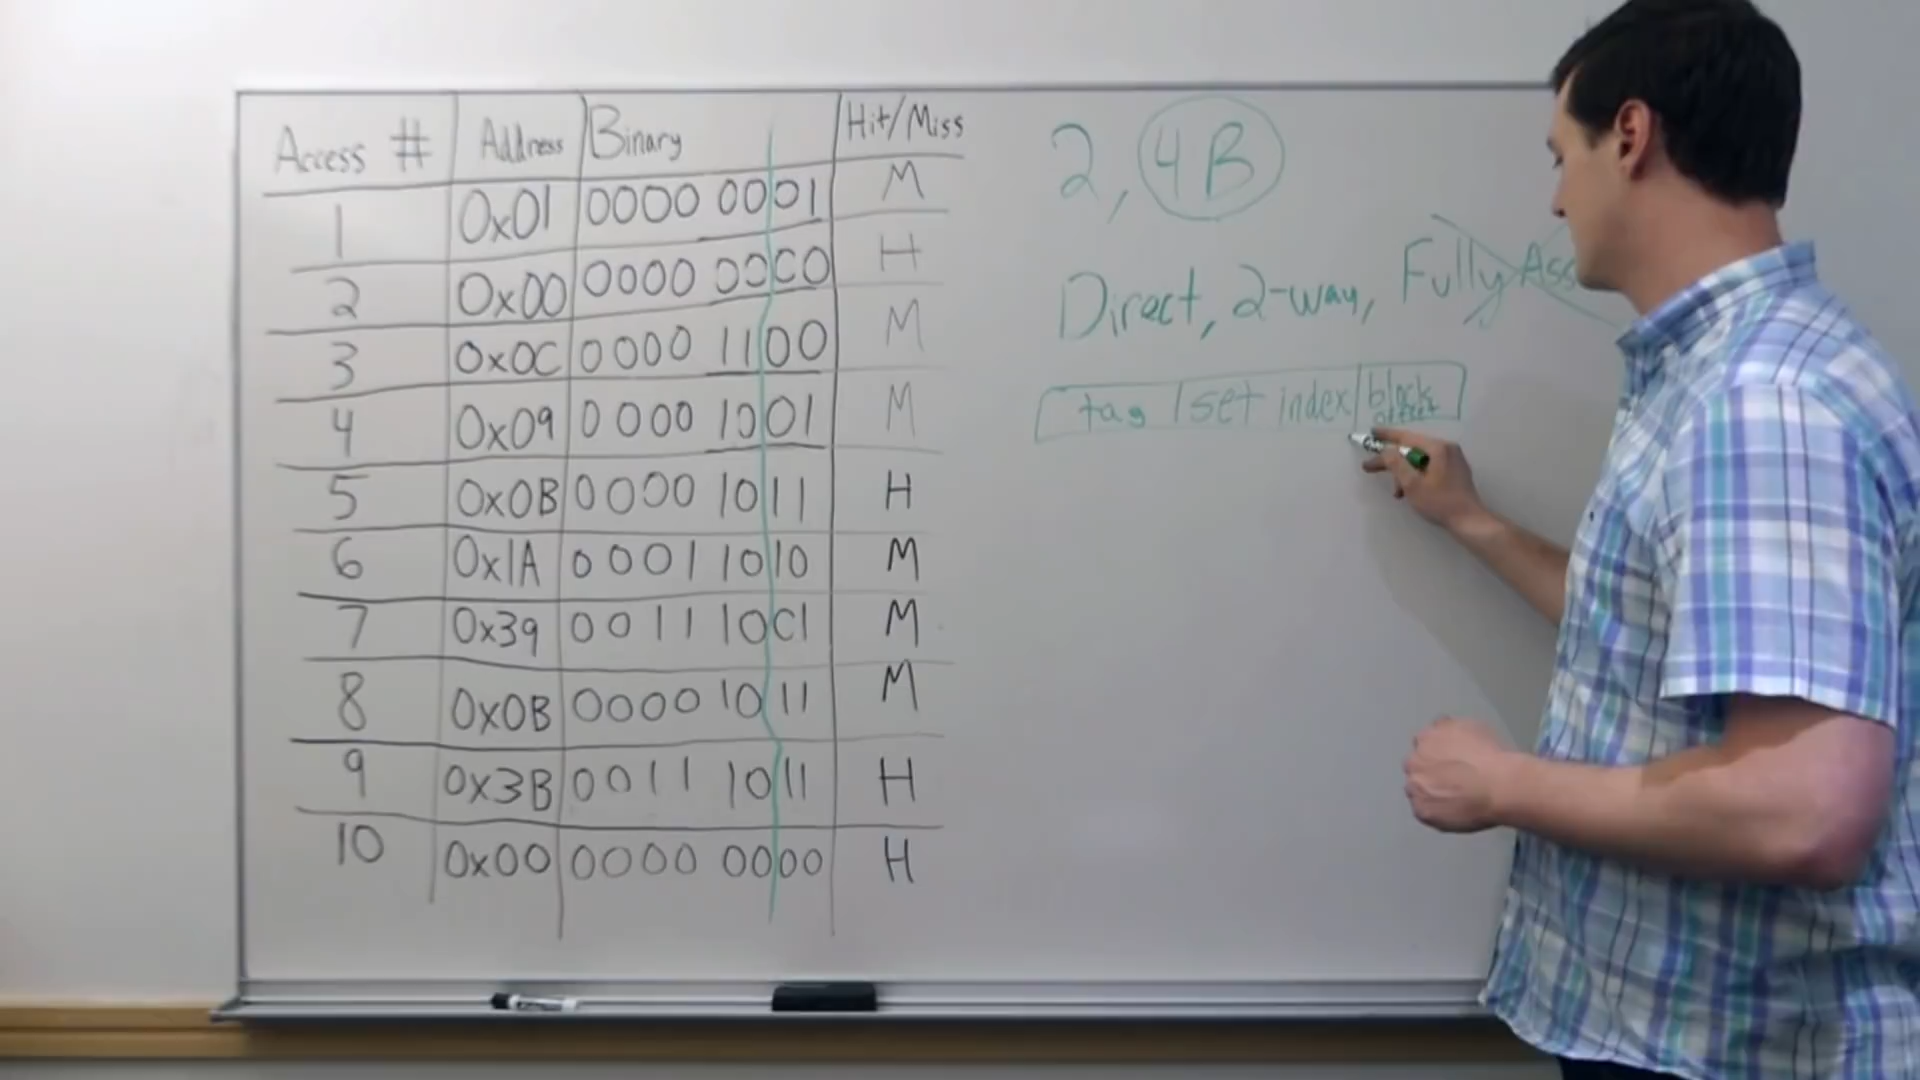 Access # Address Binary Hit/Miss
1 0x01 0000 0001 M
2 0x00 0000 0000 H
3 0x0C 0000 1100 M
4 0x09 0000 1001 M
5 0x0B 0000 1011 H
6 0x1A 0001 1010 M
7 0x39 0011 1001 M
8 0x0B 0000 1011 M
9 0x3B 0011 1011 H
10 0x00 0000 0000 H
2, 4B
Direct, 2-way, Fully Ass
tag set index block
offset